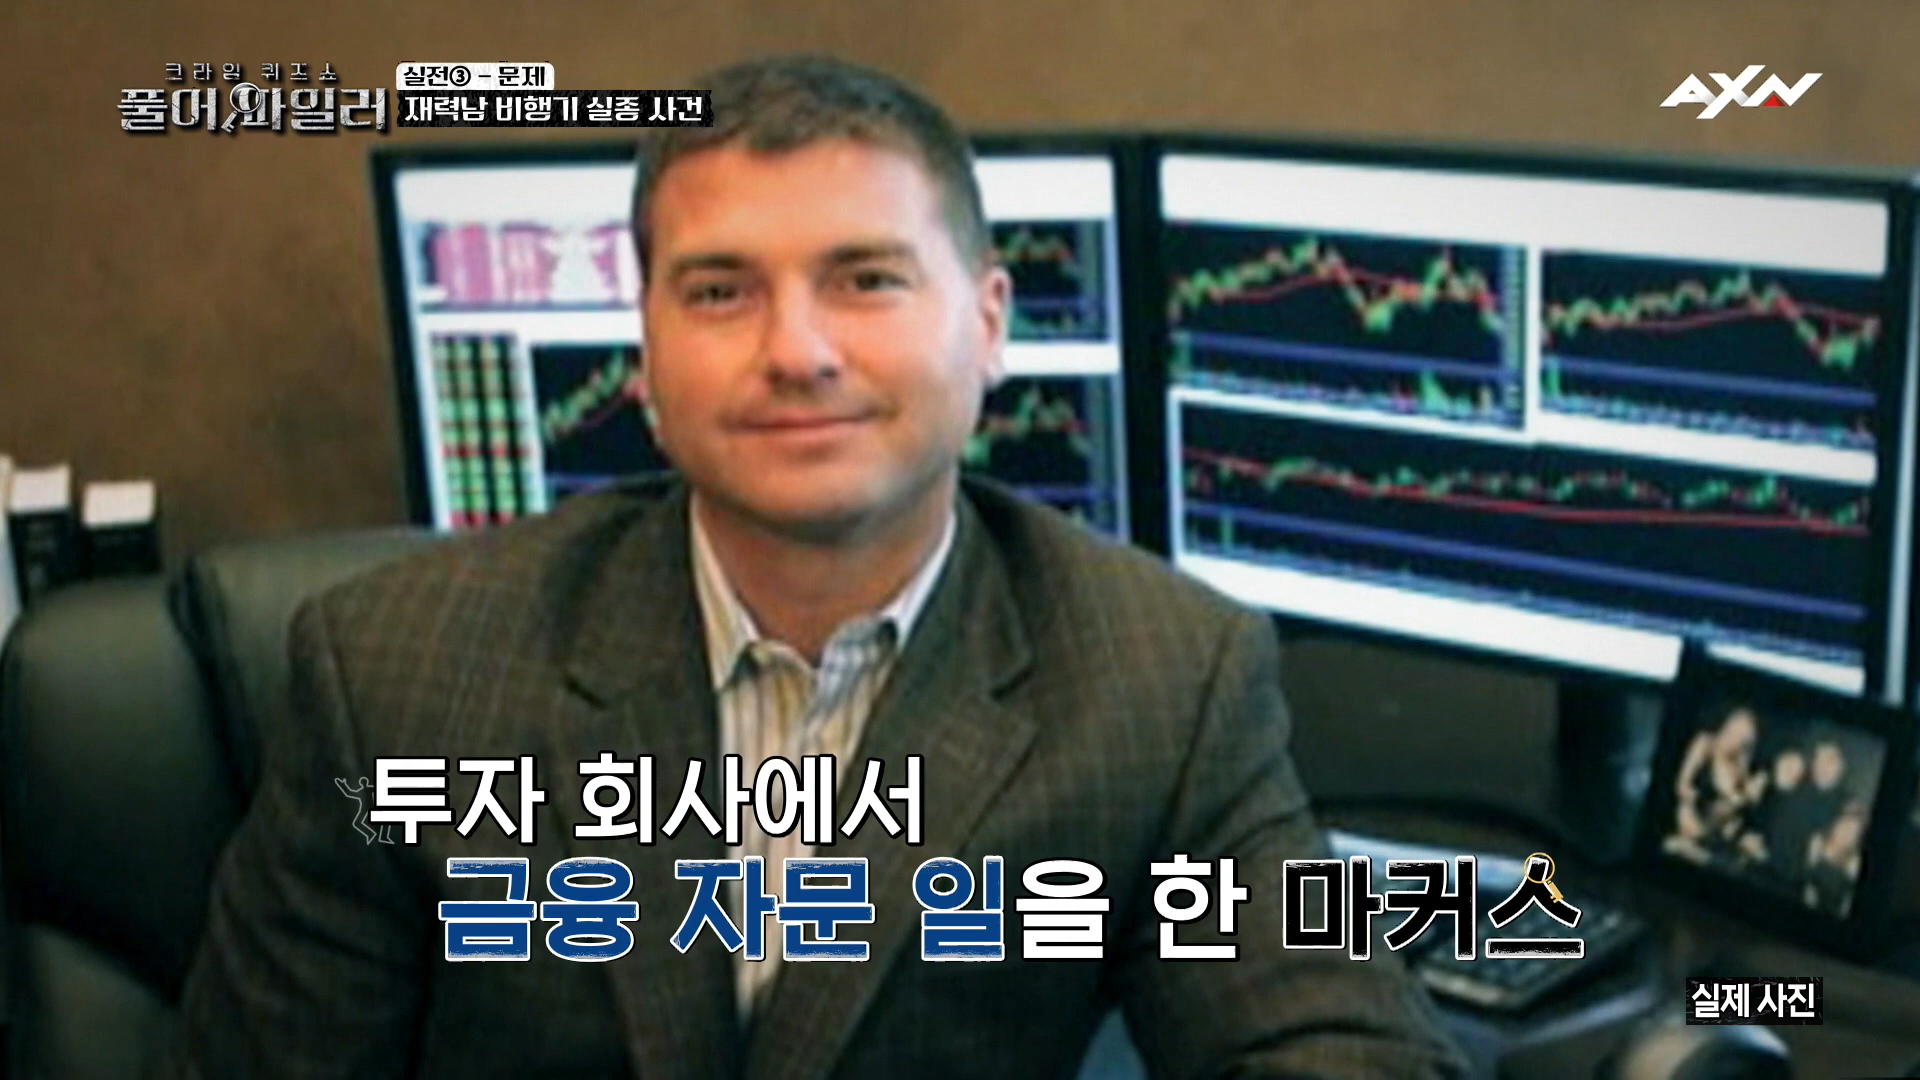 크라임 퀴즈쇼
풀어파일러
실전③ - 문제
재력남 비행기 실종 사건
AXN
투자 회사에서
금융 자문 일을 한 마커스
실제 사진